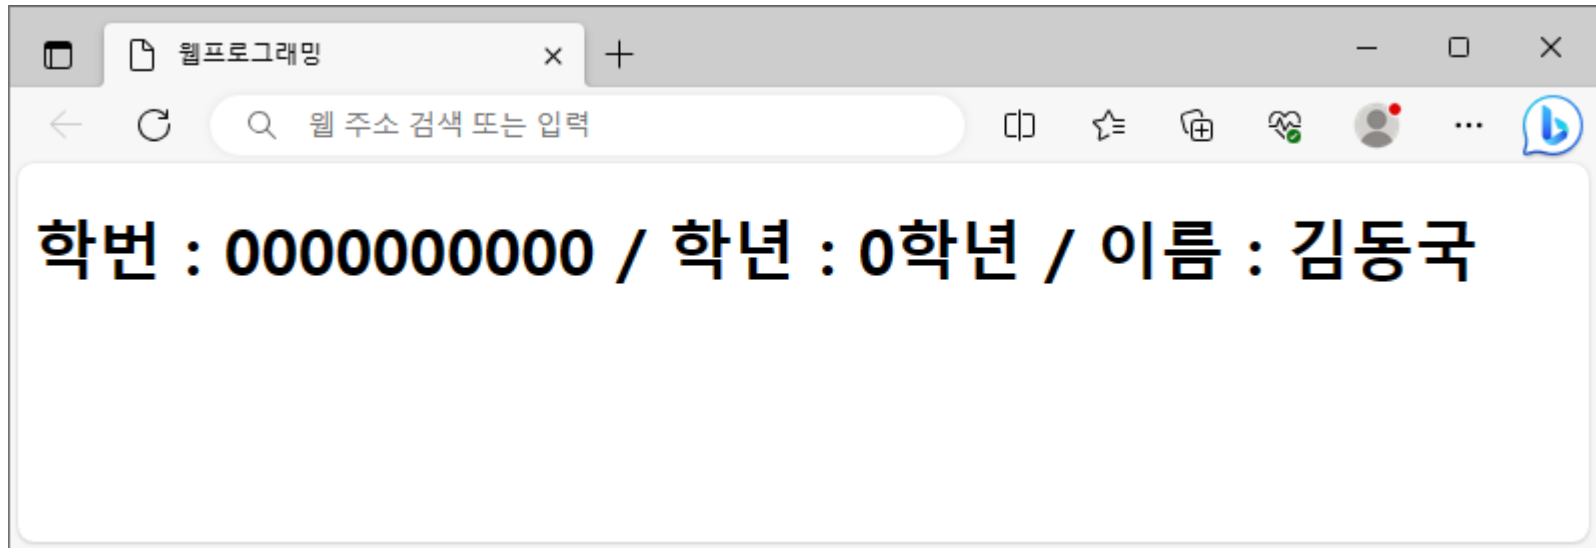 웹프로그래밍
웹 주소 검색 또는 입력
학번 : 0000000000 / 학년 : 0학년 / 이름 : 김동국